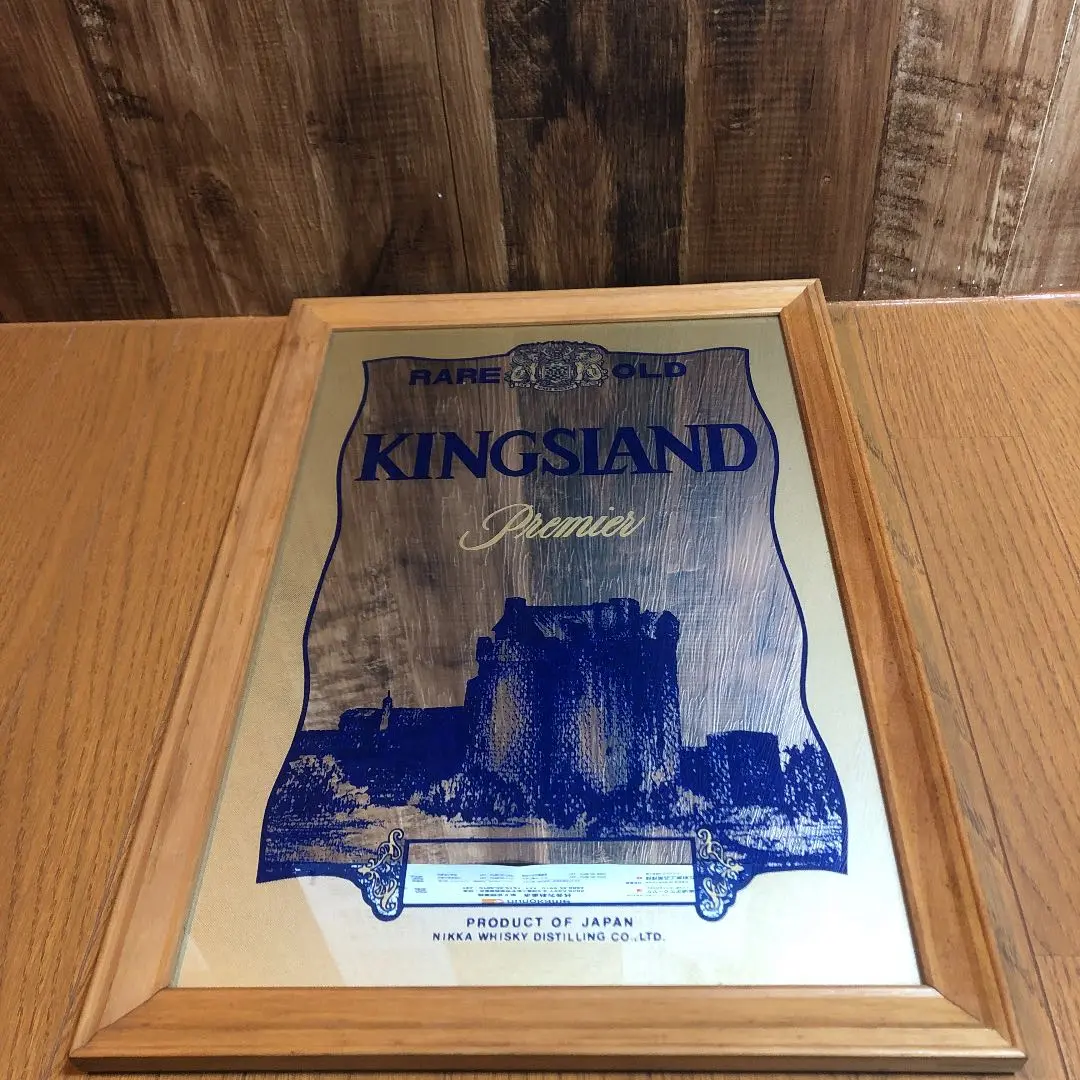 RARE OLD
KINGSLAND
Premier
PRODUCT OF JAPAN
NIKKA WHISKY DISTILLING CO.,LTD.